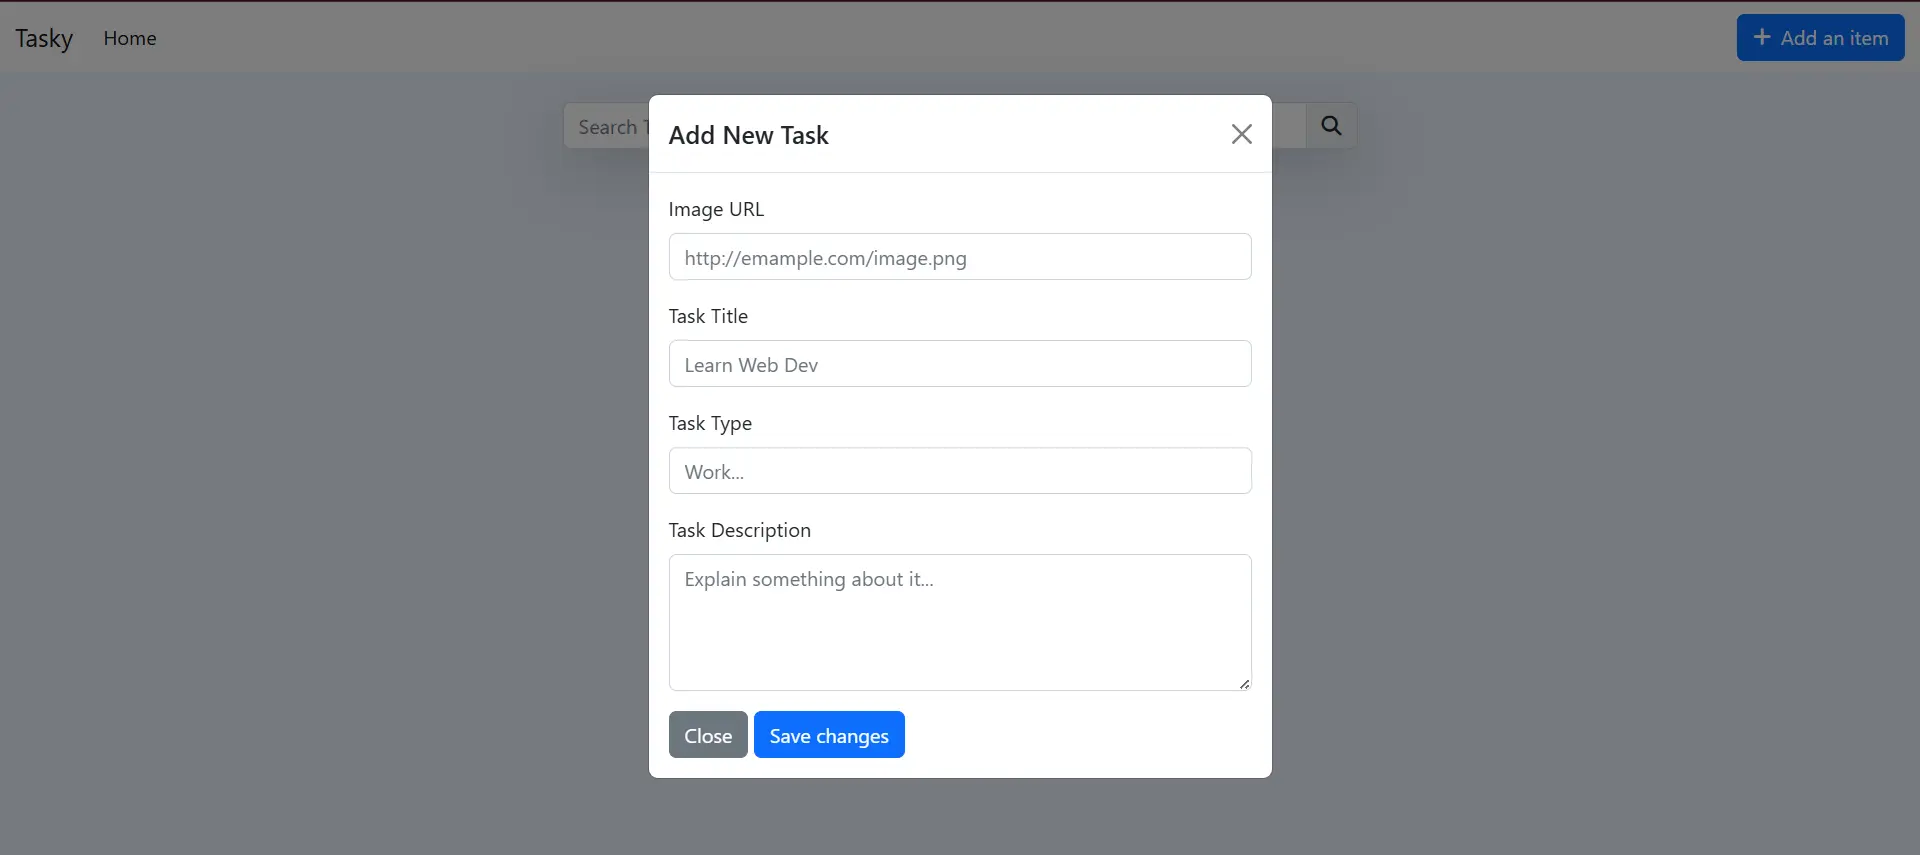 Tasky Home Add an item
Search
Add New Task
Image URL
http://emample.com/image.png
Task Title
Learn Web Dev
Task Type
Work...
Task Description
Explain something about it...
Close Save changes